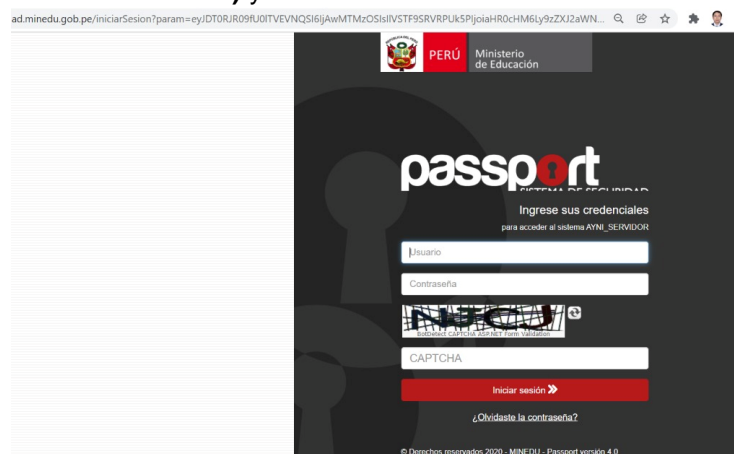 ad.minedu.gob.pe/iniciarSesion?param=eyJDT0RJR09fU0lTVEVNQSI6IjAwMTMzOSIsIlVSTF9SRVRPUk5PIjoiaHR0cHM6Ly9zZXJ2aWN...
PERÚ Ministerio
de Educación
passport
SISTEMA DE SEGURIDAD
Ingrese sus credenciales
para acceder al sistema AYNI_SERVIDOR
Usuario
Contraseña
BotDetect CAPTCHA ASP.NET Form Validation
CAPTCHA
Iniciar sesión
¿Olvidaste la contraseña?
© Derechos reservados 2020 - MINEDU - Passport versión 4.0